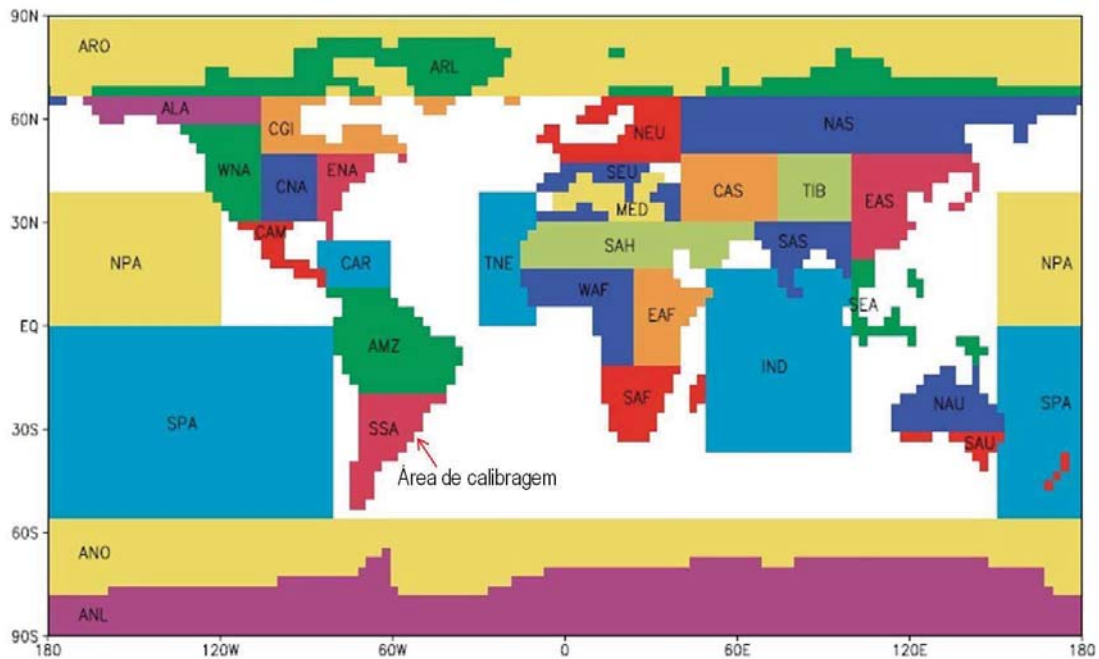 90N
ARO
ARL
ALA
60N
CGI
NEU
NAS
WNA
CNA
ENA
SEU
CAS
TIB
EAS
MED
30N
CAM
SAH
SAS
NPA
CAR
TNE
NPA
WAF
EAF
SEA
EQ
AMZ
IND
SPA
SSA
SAF
NAU
SPA
30S
SAU
Área de calibragem
60S
ANO
ANL
90S
180
120W
60W
0
60E
120E
180